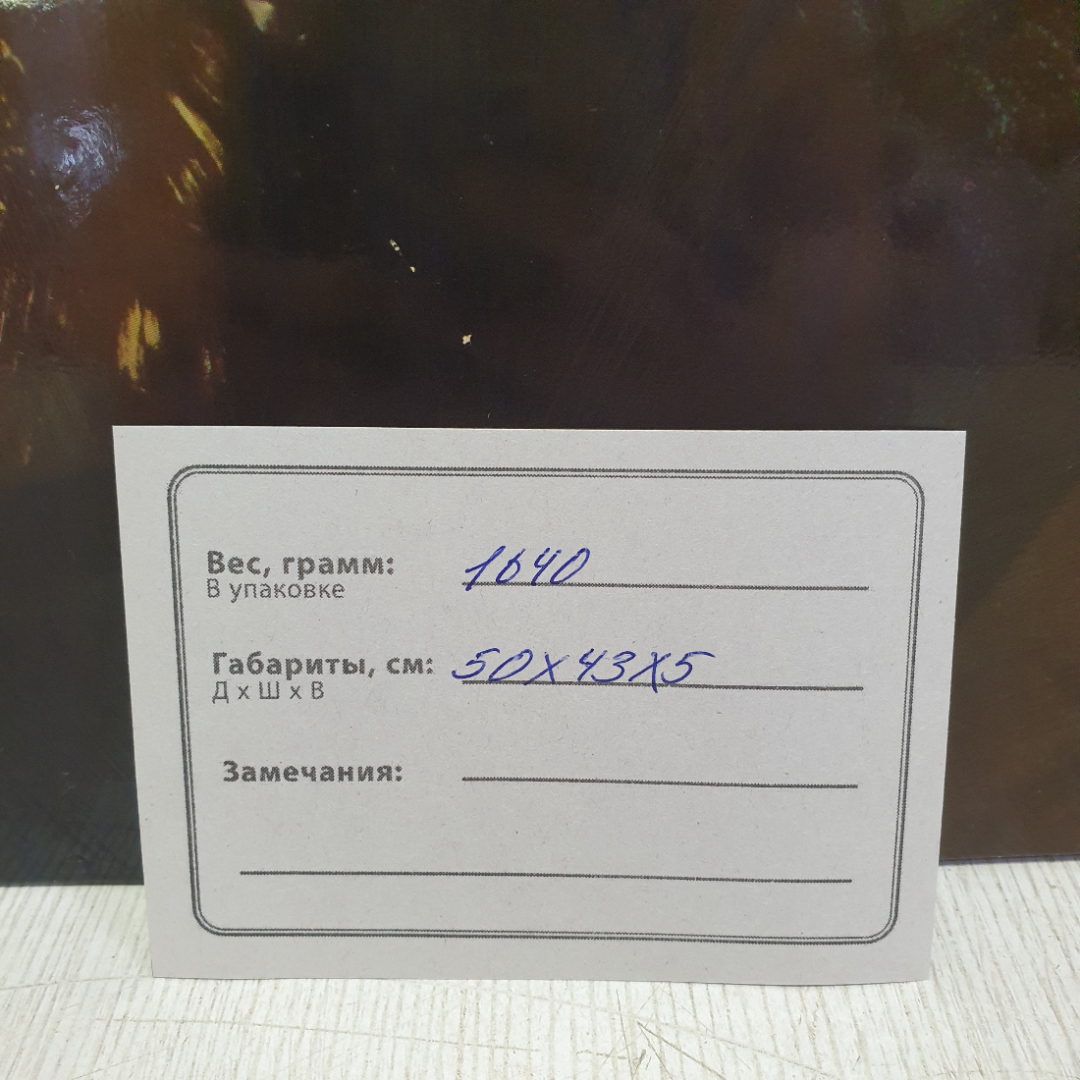 Вес, грамм: 1640
В упаковке
Габариты, см: 50х43х5
Д х Ш х В
Замечания: